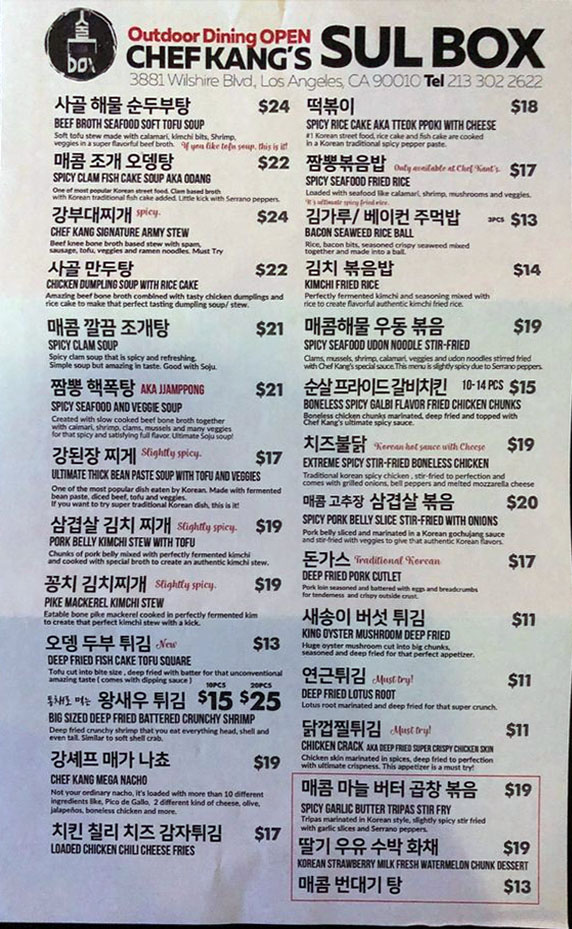 술
box
Outdoor Dining OPEN
CHEF KANG'S SUL BOX
3881 Wilshire Blvd, Los Angeles, CA 90010 Tel 213 302 2622
사골 해물 순두부탕 $24
BEEF BROTH SEAFOOD SOFT TOFU SOUP
Soft tofu stew made with calamari, kimchi bits, Shrimp,
veggies in a super flavorful beef broth. If you like tofu soup, this is it!
매콤 조개 오뎅탕 $22
SPICY CLAM FISH CAKE SOUP AKA ODANG
One of most popular Korean street food. Clam based broth
with Korean traditional fish cake added. Little kick with Serrano peppers.
강부대찌개 spicy. $24
CHEF KANG SIGNATURE ARMY STEW
Beef knee bone broth based stew with spam,
sausage, tofu, veggies and ramen noodles. Must Try
사골 만두탕 $22
CHICKEN DUMPLING SOUP WITH RICE CAKE
Amazing beef bone broth combined with tasty chicken dumplings and
rice cake to make that perfect tasting dumpling soup/ stew.
매콤 깔끔 조개탕 $21
SPICY CLAM SOUP
Spicy clam soup that is spicy and refreshing.
Simple soup but amazing in taste. Good with Soju.
짬뽕 핵폭탕 AKA JJAMPPONG $21
SPICY SEAFOOD AND VEGGIE SOUP
Created with slow cooked beef bone broth together
with calmari, shrimp, clams, mussels and many veggies
for that spicy and satisfying full flavor. Ultimate Soju soup!
강된장 찌게 Slightly spicy. $17
ULTIMATE THICK BEAN PASTE SOUP WITH TOFU AND VEGGIES
One of the most popular dish eaten by Korean. Made with fermented
bean paste, diced beef, tofu and veggies.
If you want to try super traditional Korean dish, this is it!
삼겹살 김치 찌개 Slightly spicy. $19
PORK BELLY KIMCHI STEW WITH TOFU
Chunks of pork belly mixed with perfectly fermented kimchi
and cooked with special broth to create an authentic kimchi stew.
꽁치 김치찌개 Slightly spicy. $19
PIKE MACKEREL KIMCHI STEW
Eatable bone pike mackerel cooked in perfectly fermented kim
to create that perfect kimchi stew with a kick.
오뎅 두부 튀김 New $13
DEEP FRIED FISH CAKE TOFU SQUARE
Tofu cut into bite size , deep fried with batter for that unconventional
amazing taste ( comes with dipping sauce )
통채로 먹는 왕새우 튀김 10PCS $15 20PCS $25
BIG SIZED DEEP FRIED BATTERED CRUNCHY SHRIMP
Deep fried crunchy shrimp that you eat everything head, shell and
even tail. Similar to soft shell crab.
강셰프 매가 나쵸 $19
CHEF KANG MEGA NACHO
Not your ordinary nacho, it's loaded with more than 10 different
ingredients like, Pico de Gallo, 2 different kind of cheese, olive,
jalapeños, boneless chicken and more.
치킨 칠리 치즈 감자튀김 $17
LOADED CHICKEN CHILI CHEESE FRIES
떡볶이 $18
SPICY RICE CAKE AKA TTEOK PPOKI WITH CHEESE
#1 Korean street food, rice cake and fish cake are cooked
in a Korean traditional spicy pepper paste.
짬뽕볶음밥 Only available at Chef Kant's. $17
SPICY SEAFOOD FRIED RICE
Loaded with seafood like calamari, shrimp, mushrooms and veggies.
It's ultimate spicy fried rice.
김가루/ 베이컨 주먹밥 3PCS $13
BACON SEAWEED RICE BALL
Rice, bacon bits, seasoned crispy seaweed mixed
together and made into a ball.
김치 볶음밥 $14
KIMCHI FRIED RICE
Perfectly fermented kimchi and seasoning mixed with
rice to create flavorful authentic kimchi fried rice.
매콤해물 우동 볶음 $19
SPICY SEAFOOD UDON NOODLE STIR-FRIED
Clams, mussels, shrimp, calamari, veggies and udon noodles stirred fried
with Chef Kang's special sauce. This menu is slightly spicy due to Serrano peppers.
순살 프라이드 갈비치킨 10-14 PCS $15
BONELESS SPICY GALBI FLAVOR FRIED CHICKEN CHUNKS
Boneless chicken chunks marinated, deep fried and topped with
Chef Kang's ultimate spicy sauce.
치즈불닭 Korean hot sauce with Cheese $19
EXTREME SPICY STIR-FRIED BONELESS CHICKEN
Traditional korean spicy chicken , stir-fried to perfection and
comes with grilled onions, bell peppers and melted mozzarella cheese
매콤 고추장 삼겹살 볶음 $20
SPICY PORK BELLY SLICE STIR-FRIED WITH ONIONS
Pork belly sliced and marinated in a Korean gochujang sauce
and stir-fried with veggies to give that authentic Korean flavors.
돈가스 Traditional Korean $17
DEEP FRIED PORK CUTLET
Pork loin seasoned and battered with eggs and breadcrumbs
for tenderness and crispy outside crust.
새송이 버섯 튀김 $11
KING OYSTER MUSHROOM DEEP FRIED
Huge oyster mushroom cut into big chunks,
seasoned and deep fried for that perfect appetizer.
연근튀김 Must try! $11
DEEP FRIED LOTUS ROOT
Lotus root marinated and deep fried for that super crunch.
닭껍찔튀김 Must try! $11
CHICKEN CRACK AKA DEEP FRIED SUPER CRISPY CHICKEN SKIN
Chicken skin marinated in spices, deep fried to perfection
with ultimate crispness. This appetizer is a must try!
매콤 마늘 버터 곱창 볶음 $19
SPICY GARLIC BUTTER TRIPAS STIR FRY
Tripas marinated in Korean style, slightly spicy stir fried
with garlic slices and Serrano peppers.
딸기 우유 수박 화채 $19
KOREAN STRAWBERRY MILK FRESH WATERMELON CHUNK DESSERT
매콤 번대기 탕 $13